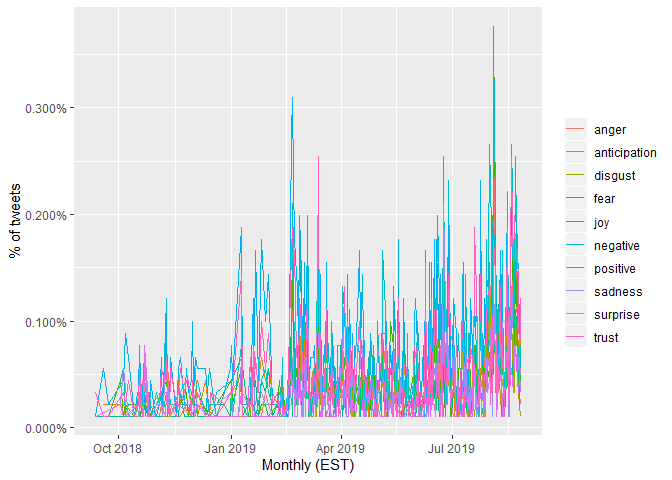 % of tweets
0.300%
0.200%
0.100%
0.000%
Oct 2018
Jan 2019
Apr 2019
Jul 2019
Monthly (EST)
anger
anticipation
disgust
fear
joy
negative
positive
sadness
surprise
trust